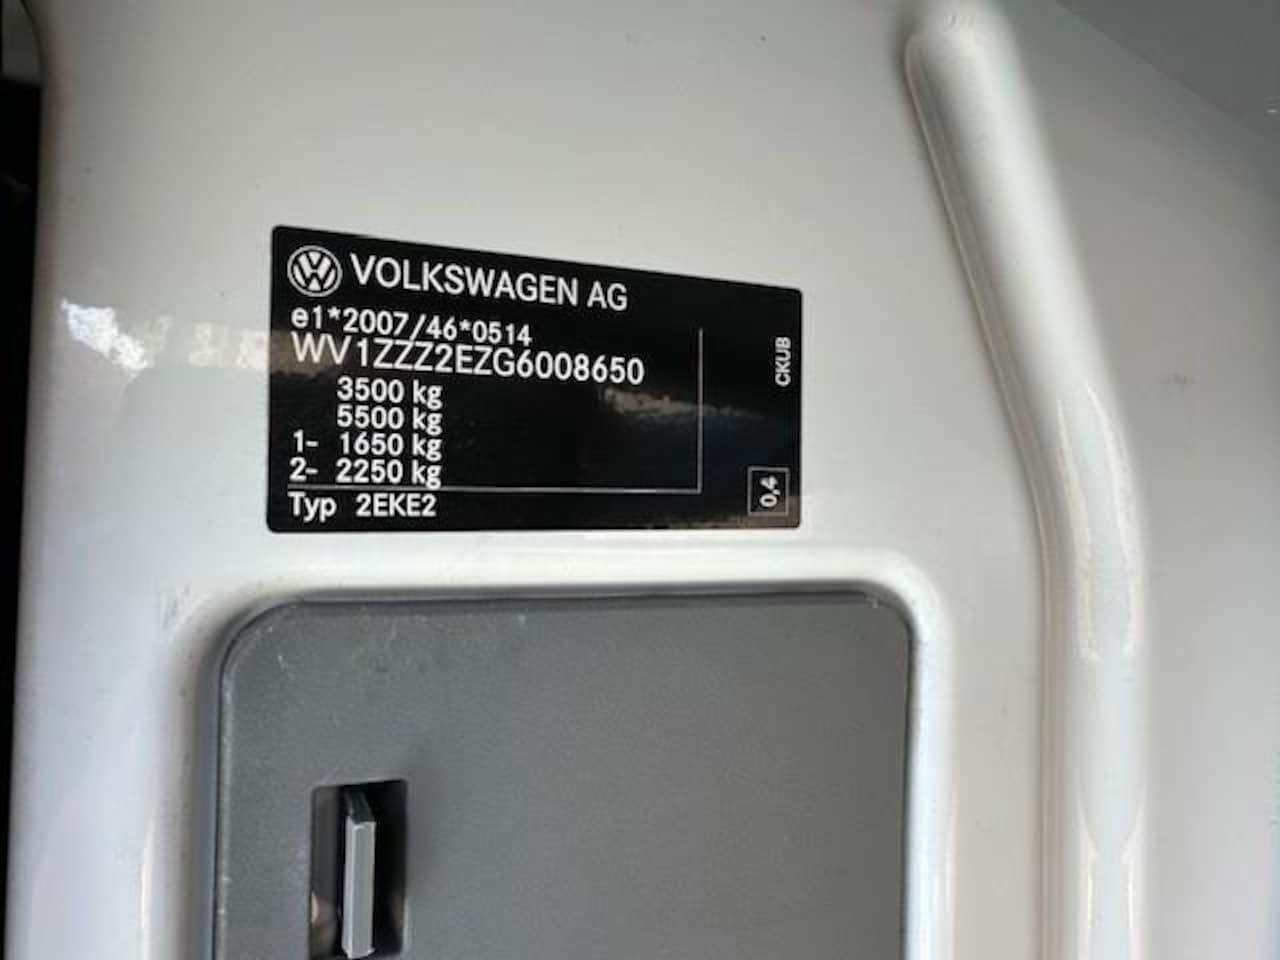 VOLKSWAGEN AG
e1*2007/46*0514
WV1ZZZ2EZG6008650
3500 kg
5500 kg
1- 1650 kg
2- 2250 kg
Typ 2EKE2
CKUB
0,4